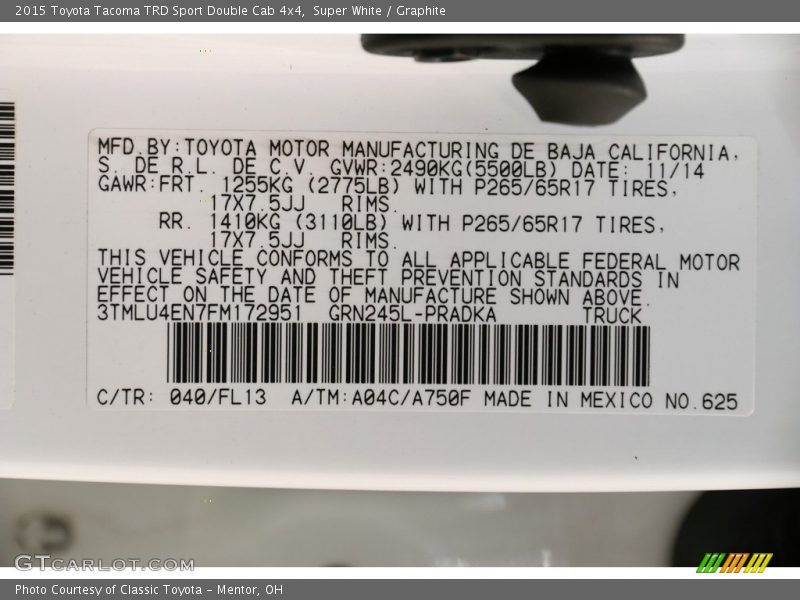 2015 Toyota Tacoma TRD Sport Double Cab 4x4, Super White / Graphite
MFD.BY:TOYOTA MOTOR MANUFACTURING DE BAJA CALIFORNIA,
S. DE R.L. DE C.V. GVWR:2490KG(5500LB) DATE: 11/14
GAWR:FRT. 1255KG (2775LB) WITH P265/65R17 TIRES,
17X7.5JJ RIMS.
RR. 1410KG (3110LB) WITH P265/65R17 TIRES,
17X7.5JJ RIMS.
THIS VEHICLE CONFORMS TO ALL APPLICABLE FEDERAL MOTOR
VEHICLE SAFETY AND THEFT PREVENTION STANDARDS IN
EFFECT ON THE DATE OF MANUFACTURE SHOWN ABOVE.
3TMLU4EN7FM172951 GRN245L-PRADKA TRUCK
C/TR: 040/FL13 A/TM:A04C/A750F MADE IN MEXICO NO.625
GTCARLOT.COM
Photo Courtesy of Classic Toyota - Mentor, OH